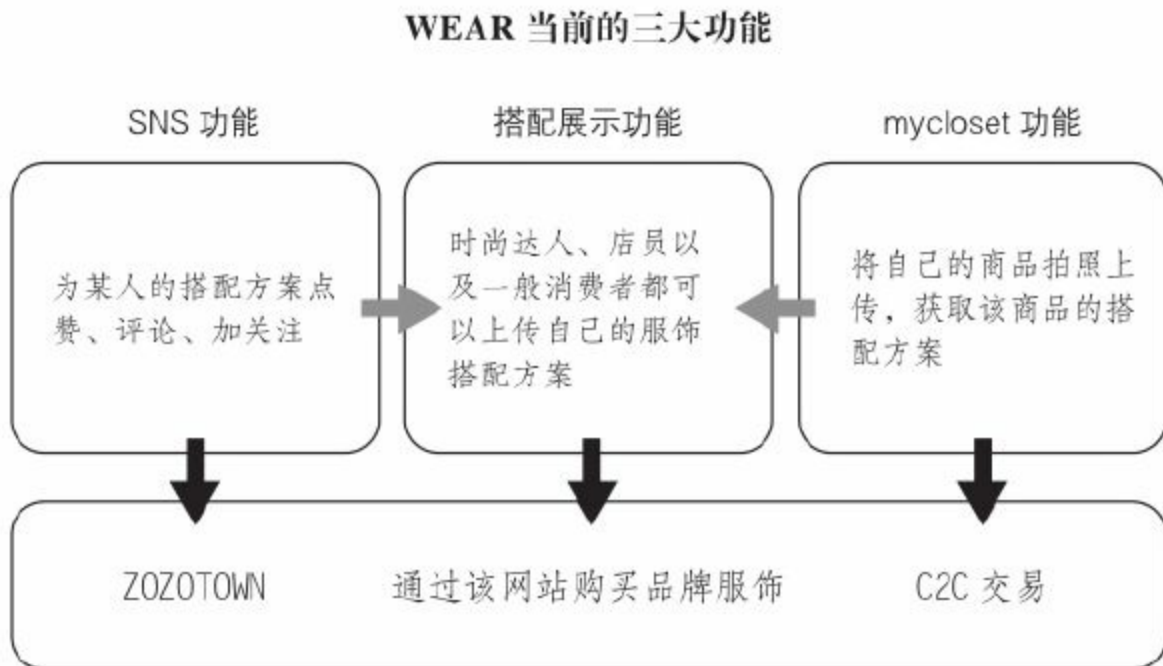 WEAR 当前的三大功能
SNS 功能
搭配展示功能
mycloset 功能
为某人的搭配方案点
赞、评论、加关注
时尚达人、店员以
及一般消费者都可
以上传自己的服饰
搭配方案
将自己的商品拍照上
传，获取该商品的搭
配方案
ZOZOTOWN
通过该网站购买品牌服饰
C2C 交易